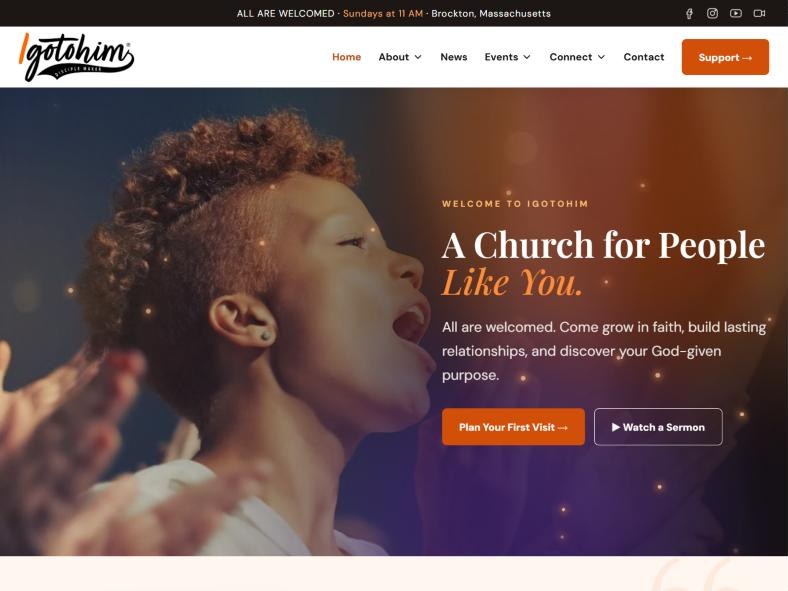 ALL ARE WELCOMED · Sundays at 11 AM · Brockton, Massachusetts
Igotohim®
DISCIPLE MAKER
Home About News Events Connect Contact Support →
WELCOME TO IGOTOHIM
A Church for People
Like You.
All are welcomed. Come grow in faith, build lasting
relationships, and discover your God-given
purpose.
Plan Your First Visit → ▶ Watch a Sermon
“